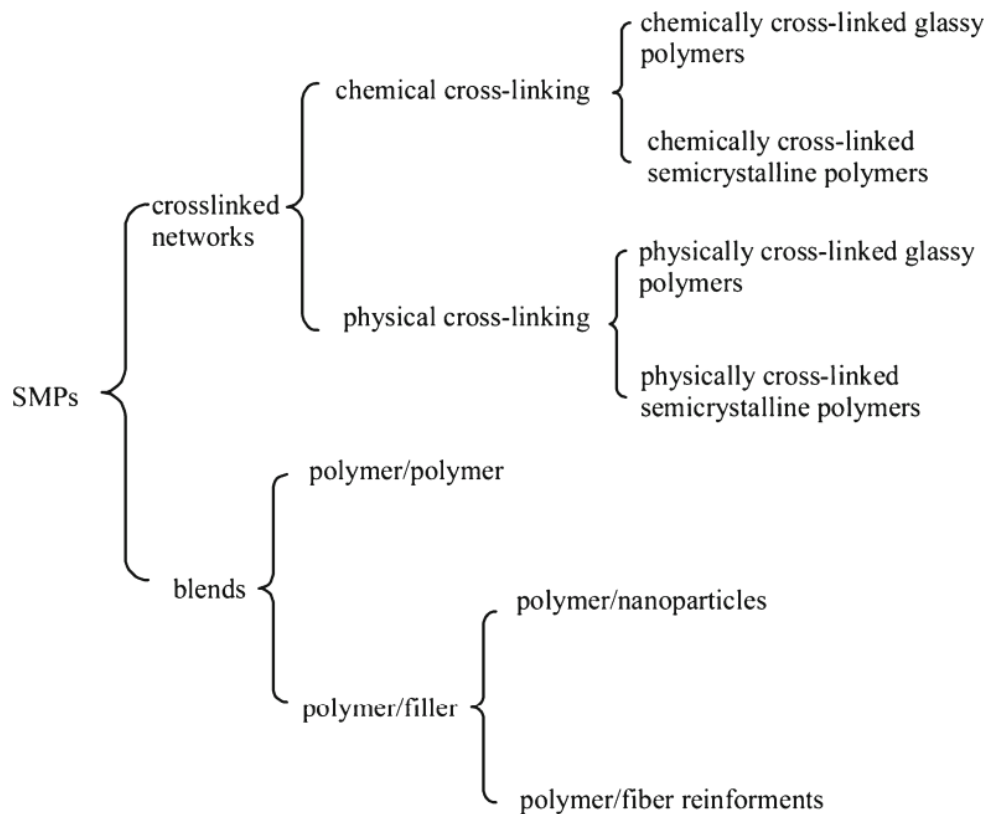 chemically cross-linked glassy
polymers
chemical cross-linking
chemically cross-linked
semicrystalline polymers
crosslinked
networks
physically cross-linked glassy
polymers
physical cross-linking
physically cross-linked
semicrystalline polymers
SMPs
polymer/polymer
blends
polymer/nanoparticles
polymer/filler
polymer/fiber reinforments